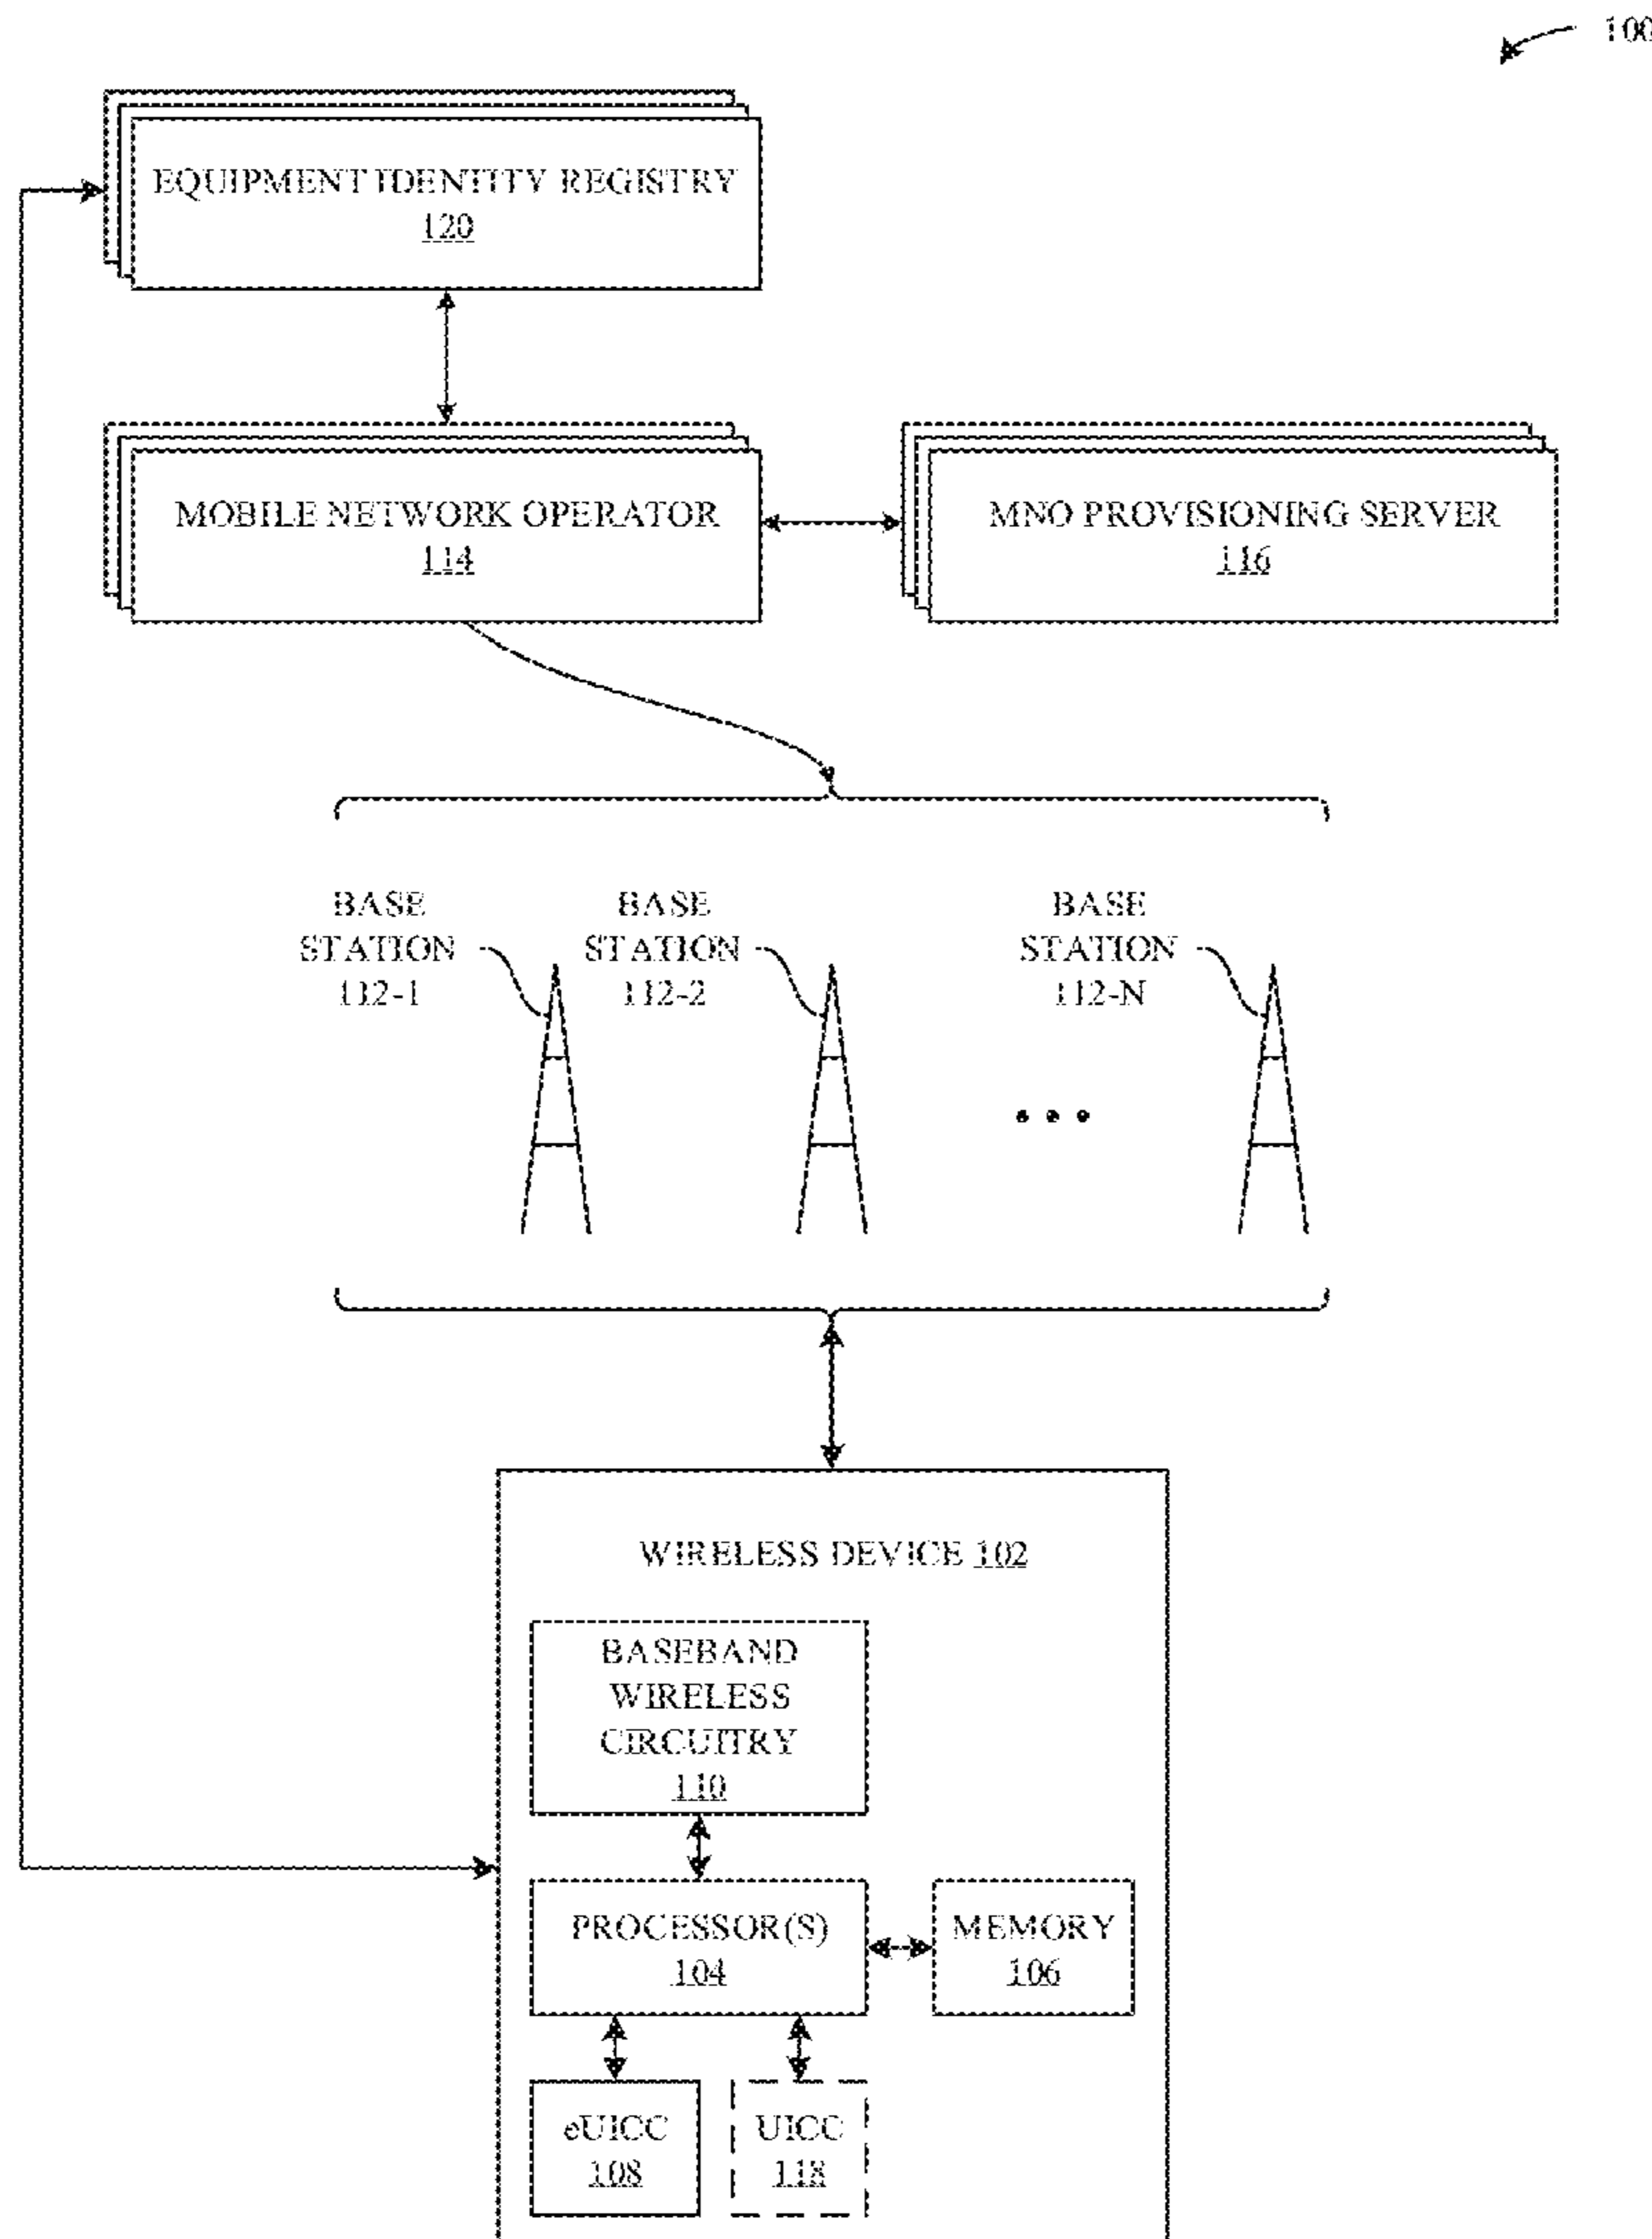 100
EQUIPMENT IDENTITY REGISTRY
120
MOBILE NETWORK OPERATOR
114
MNO PROVISIONING SERVER
116
BASE
STATION
112-1
BASE
STATION
112-2
BASE
STATION
112-N
WIRELESS DEVICE 102
BASEBAND
WIRELESS
CIRCUITRY
110
PROCESSOR(S)
104
MEMORY
106
eUICC
108
UICC
118